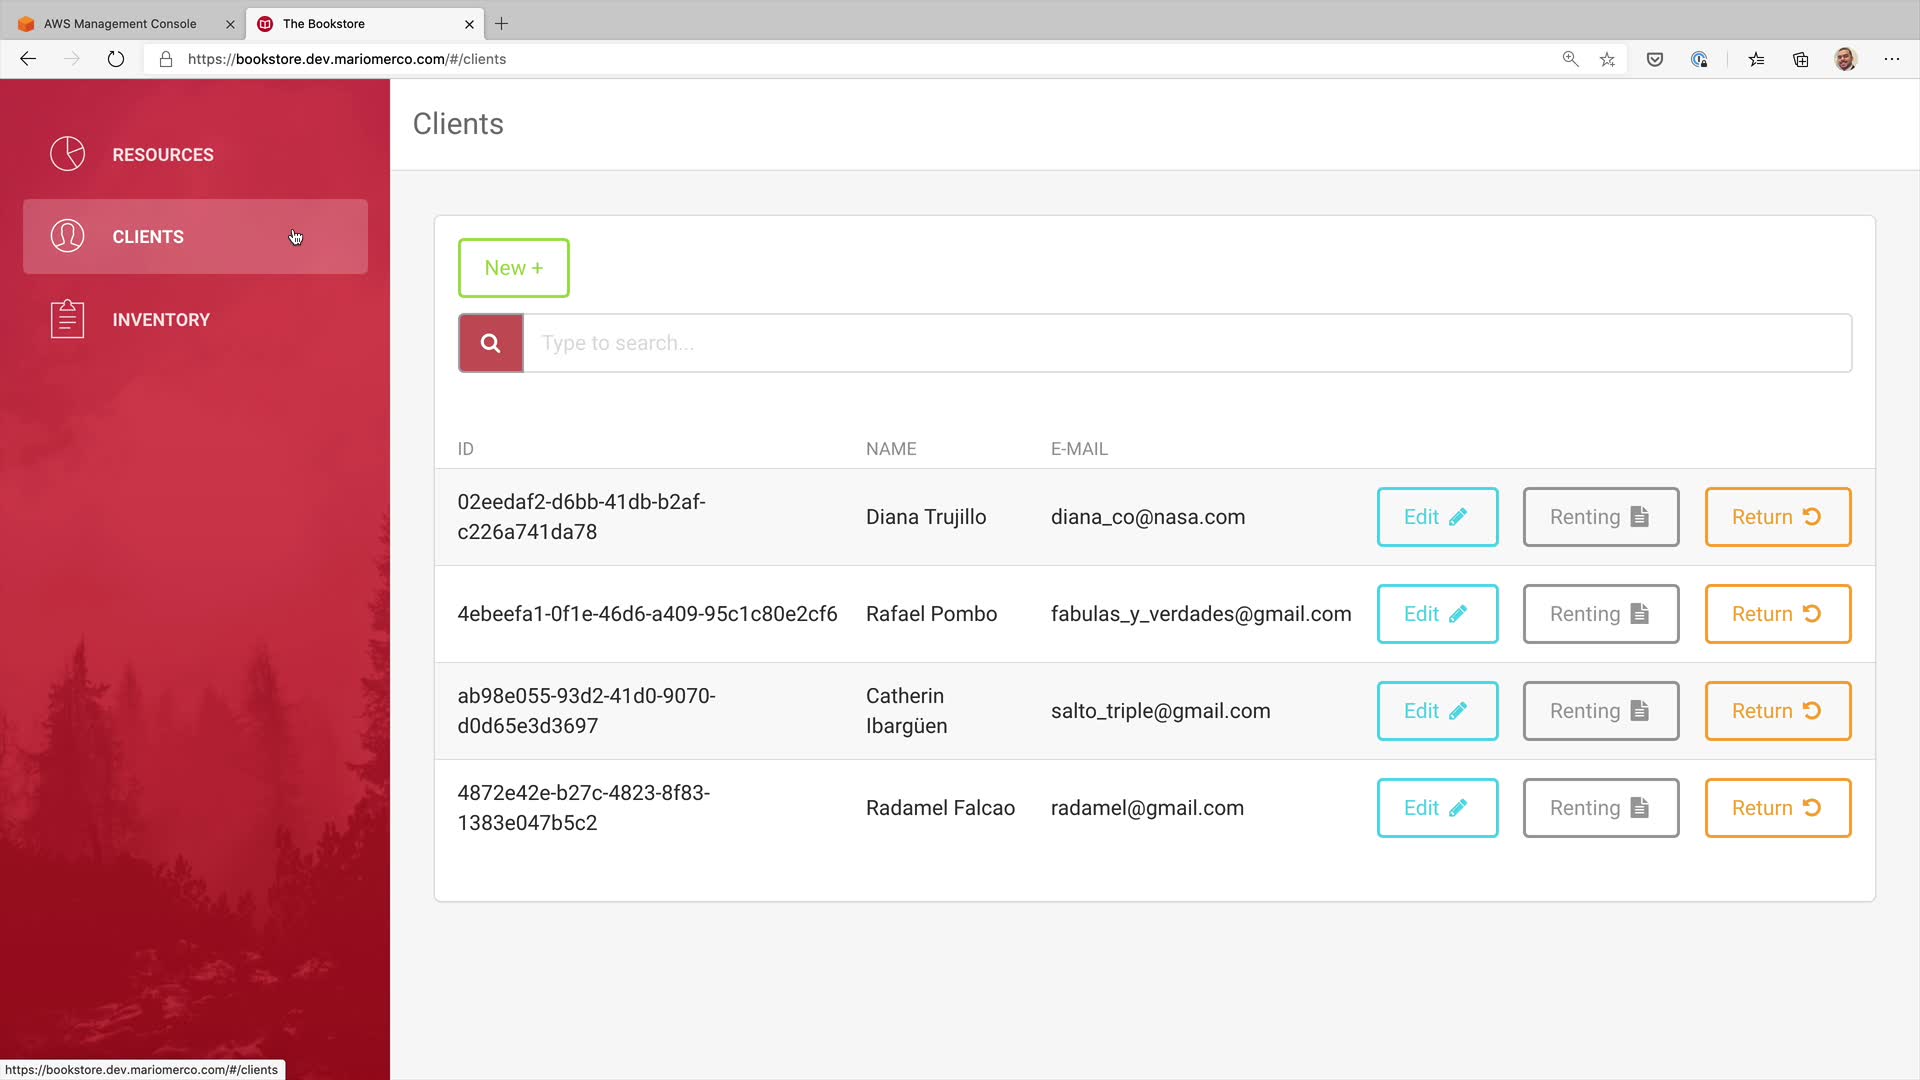 AWS Management Console
The Bookstore
https://bookstore.dev.mariomerco.com/#/clients
RESOURCES
CLIENTS
INVENTORY
Clients
New +
Type to search...
ID NAME E-MAIL
02eedaf2-d6bb-41db-b2af-
c226a741da78
Diana Trujillo diana_co@nasa.com Edit Renting Return
4ebeefa1-0f1e-46d6-a409-95c1c80e2cf6 Rafael Pombo fabulas_y_verdades@gmail.com Edit Renting Return
ab98e055-93d2-41d0-9070-
d0d65e3d3697
Catherin
Ibargüen
salto_triple@gmail.com Edit Renting Return
4872e42e-b27c-4823-8f83-
1383e047b5c2
Radamel Falcao radamel@gmail.com Edit Renting Return
https://bookstore.dev.mariomerco.com/#/clients